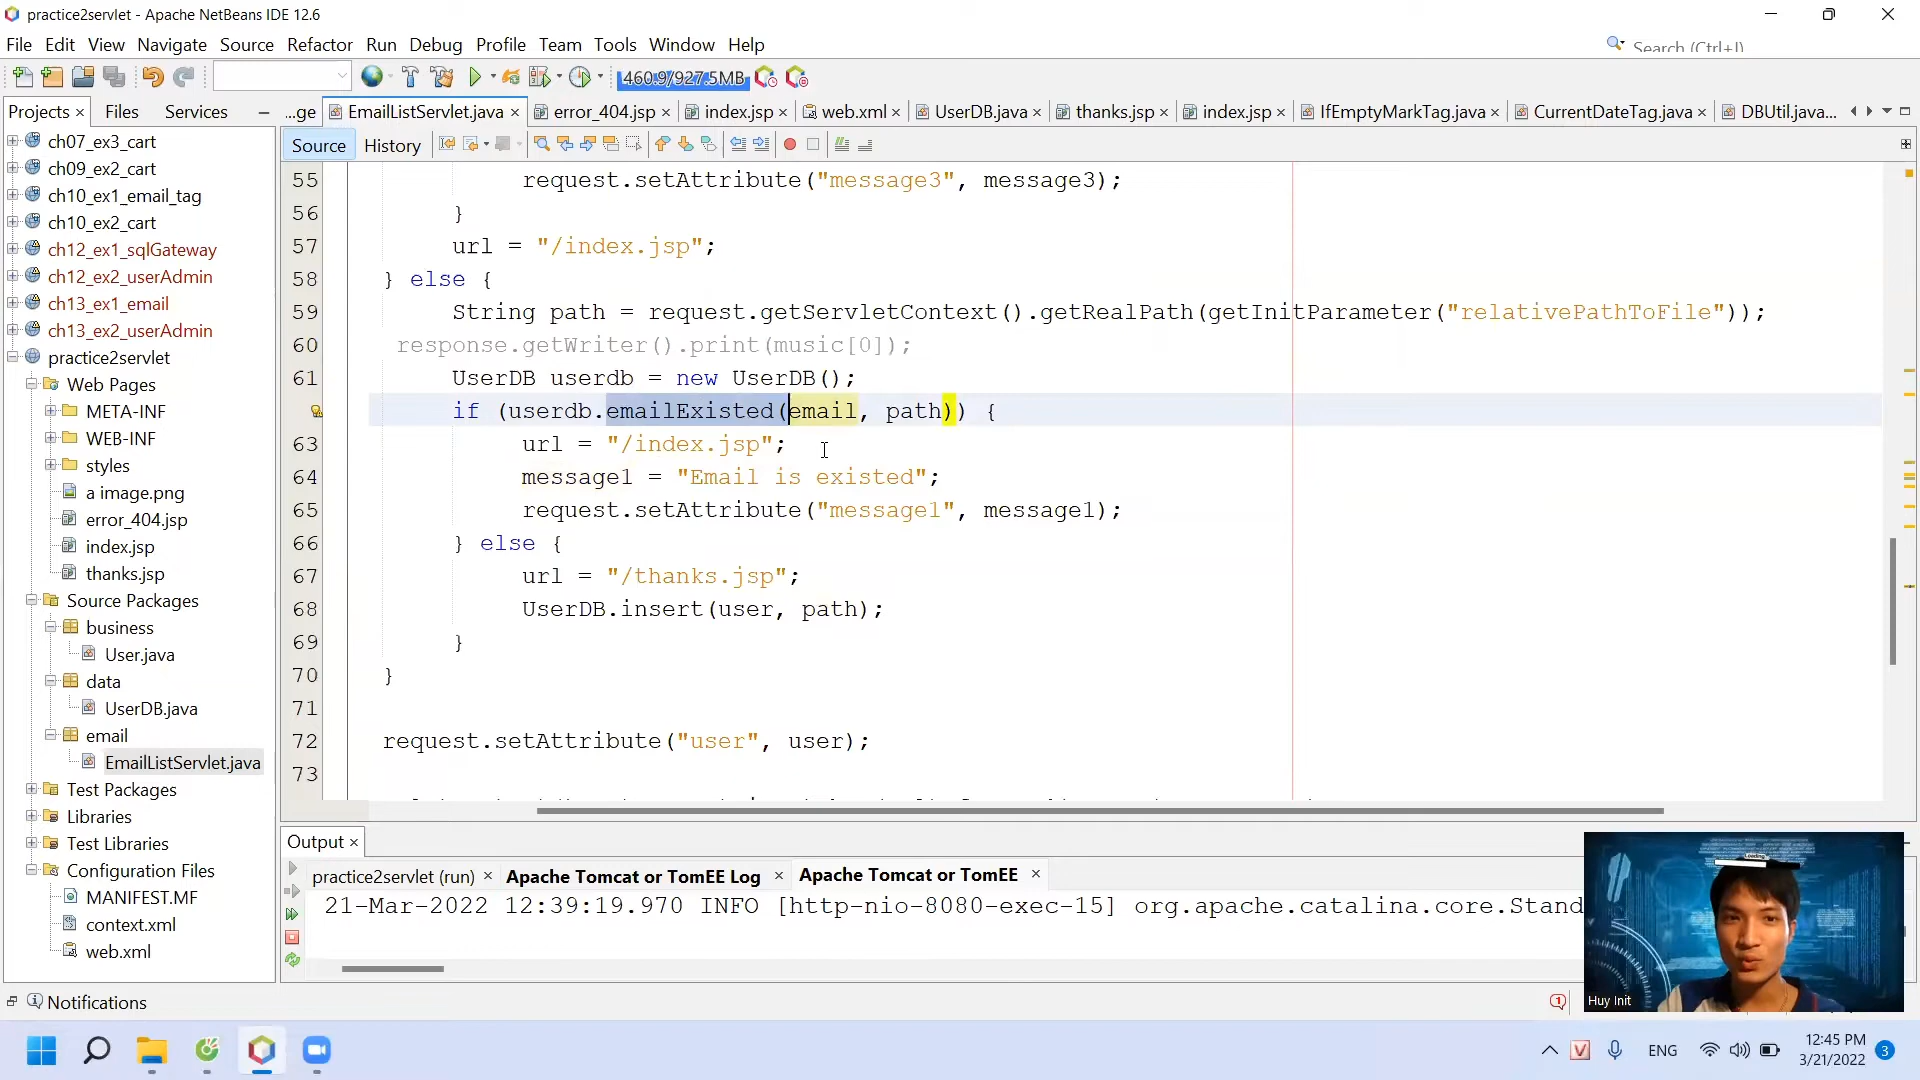 practice2servlet - Apache NetBeans IDE 12.6
File Edit View Navigate Source Refactor Run Debug Profile Team Tools Window Help
Search (Ctrl+I)
460.9/927.5MB
Projects Files Services
...ge EmailListServlet.java error_404.jsp index.jsp web.xml UserDB.java thanks.jsp index.jsp IfEmptyMarkTag.java CurrentDateTag.java DBUtil.java...
Source History
ch07_ex3_cart
ch09_ex2_cart
ch10_ex1_email_tag
ch10_ex2_cart
ch12_ex1_sqlGateway
ch12_ex2_userAdmin
ch13_ex1_email
ch13_ex2_userAdmin
practice2servlet
Web Pages
META-INF
WEB-INF
styles
a image.png
error_404.jsp
index.jsp
thanks.jsp
Source Packages
business
User.java
data
UserDB.java
email
EmailListServlet.java
Test Packages
Libraries
Test Libraries
Configuration Files
MANIFEST.MF
context.xml
web.xml
55 request.setAttribute("message3", message3);
56 }
57 url = "/index.jsp";
58 } else {
59 String path = request.getServletContext().getRealPath(getInitParameter("relativePathToFile"));
60 response.getWriter().print(music[0]);
61 UserDB userdb = new UserDB();
if (userdb.emailExisted(email, path)) {
63 url = "/index.jsp";
64 message1 = "Email is existed";
65 request.setAttribute("message1", message1);
66 } else {
67 url = "/thanks.jsp";
68 UserDB.insert(user, path);
69 }
70 }
71
72 request.setAttribute("user", user);
73
Output
practice2servlet (run) Apache Tomcat or TomEE Log Apache Tomcat or TomEE
21-Mar-2022 12:39:19.970 INFO [http-nio-8080-exec-15] org.apache.catalina.core.Stand
Huy Init
Notifications
1
ENG
12:45 PM
3/21/2022
3